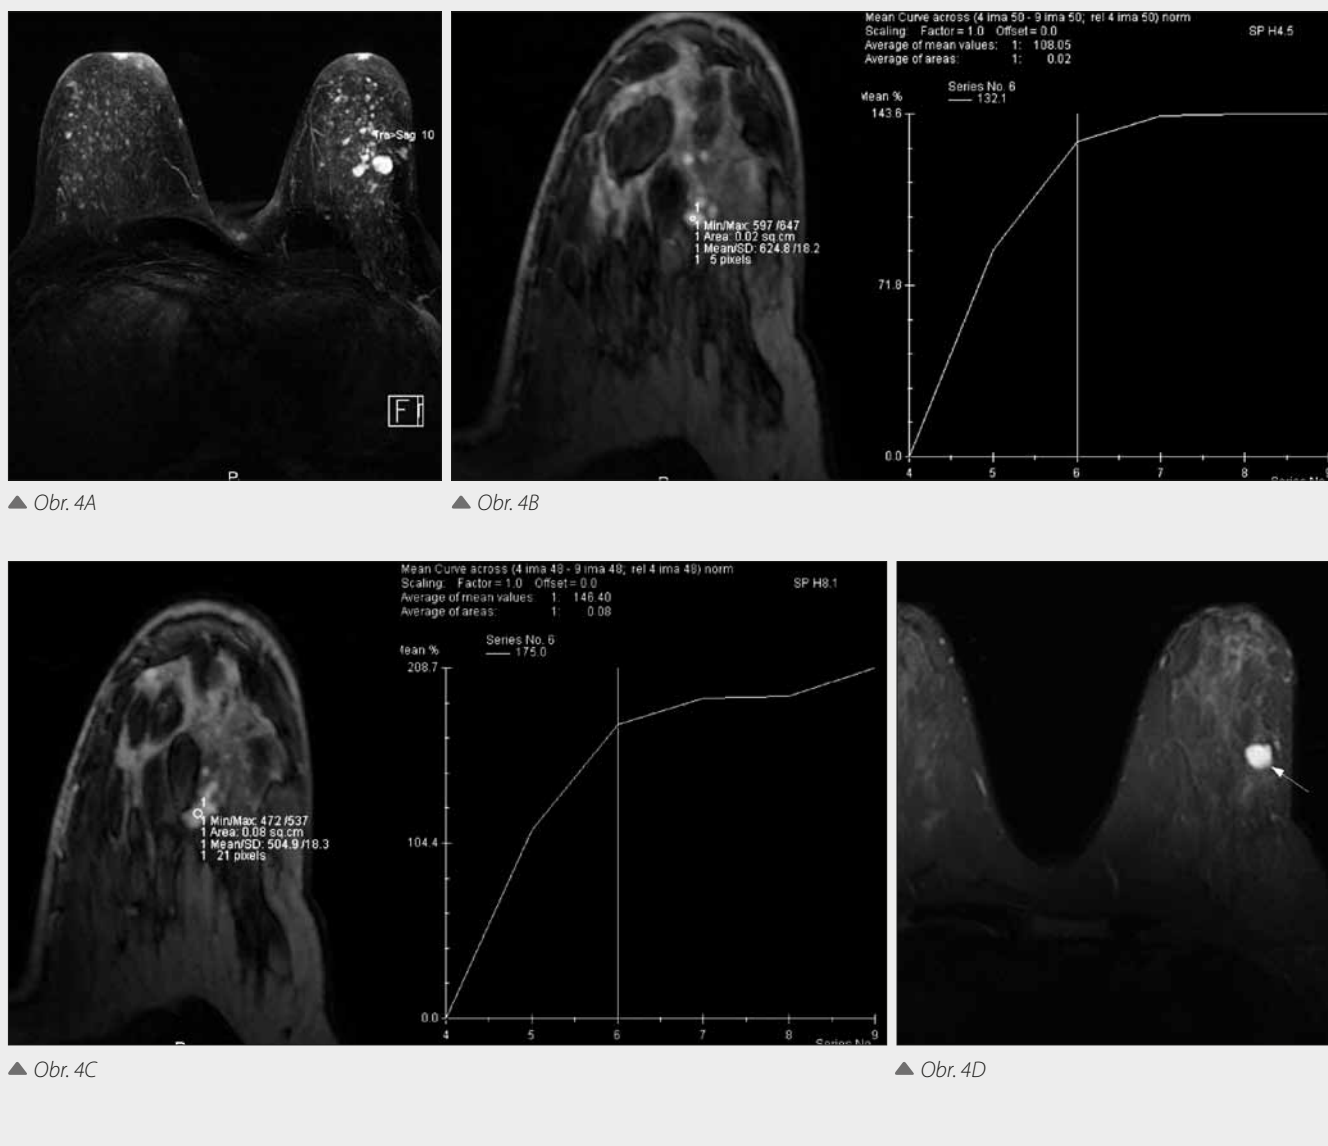 Tra>Sag 10
F
P
1
1 Min/Max: 597 /647
1 Area: 0.02 sq.cm
1 Mean/SD: 624.8 /18.2
1 5 pixels
Mean Curve across (4 ima 50 - 9 ima 50; rel 4 ima 50) norm
Scaling: Factor = 1.0 Offset = 0.0
SP H4.5
Average of mean values: 1: 108.05
Average of areas: 1: 0.02
Series No. 6
132.1
Mean %
143.6
71.8
0.0
4 5 6 7 8 9
Series No.
Obr. 4A
Obr. 4B
1
1 Min/Max: 472 /537
1 Area: 0.08 sq.cm
1 Mean/SD: 504.9 /18.3
1 21 pixels
Mean Curve across (4 ima 48 - 9 ima 48; rel 4 ima 48) norm
Scaling: Factor = 1.0 Offset = 0.0
SP H8.1
Average of mean values 1: 146.40
Average of areas: 1: 0.08
Series No. 6
175.0
Mean %
208.7
104.4
0.0
4 5 6 7 8 9
Series No.
Obr. 4C
Obr. 4D